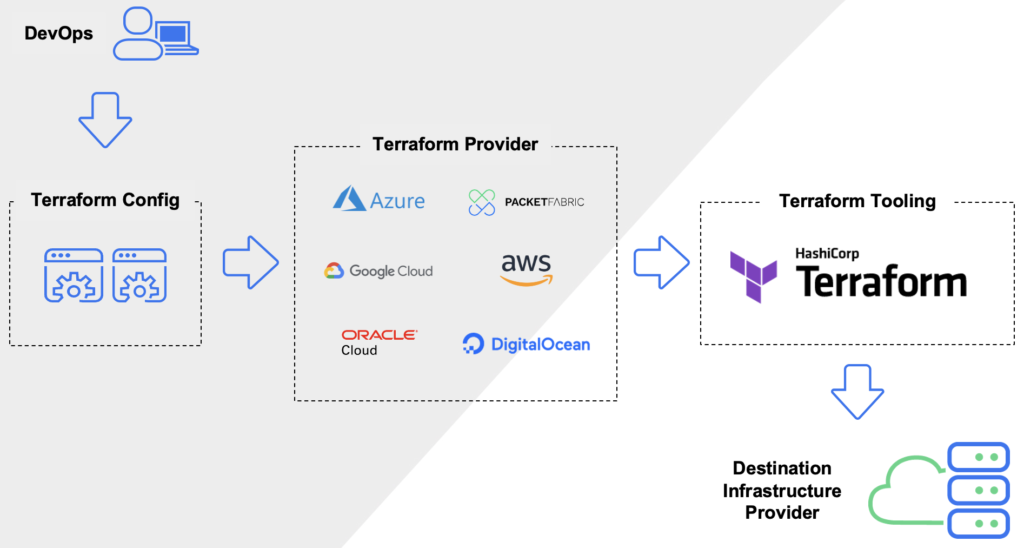 DevOps
Terraform Provider
Terraform Config
Azure
PACKETFABRIC
Google Cloud
aws
ORACLE
Cloud
DigitalOcean
Terraform Tooling
HashiCorp
Terraform
Destination
Infrastructure
Provider